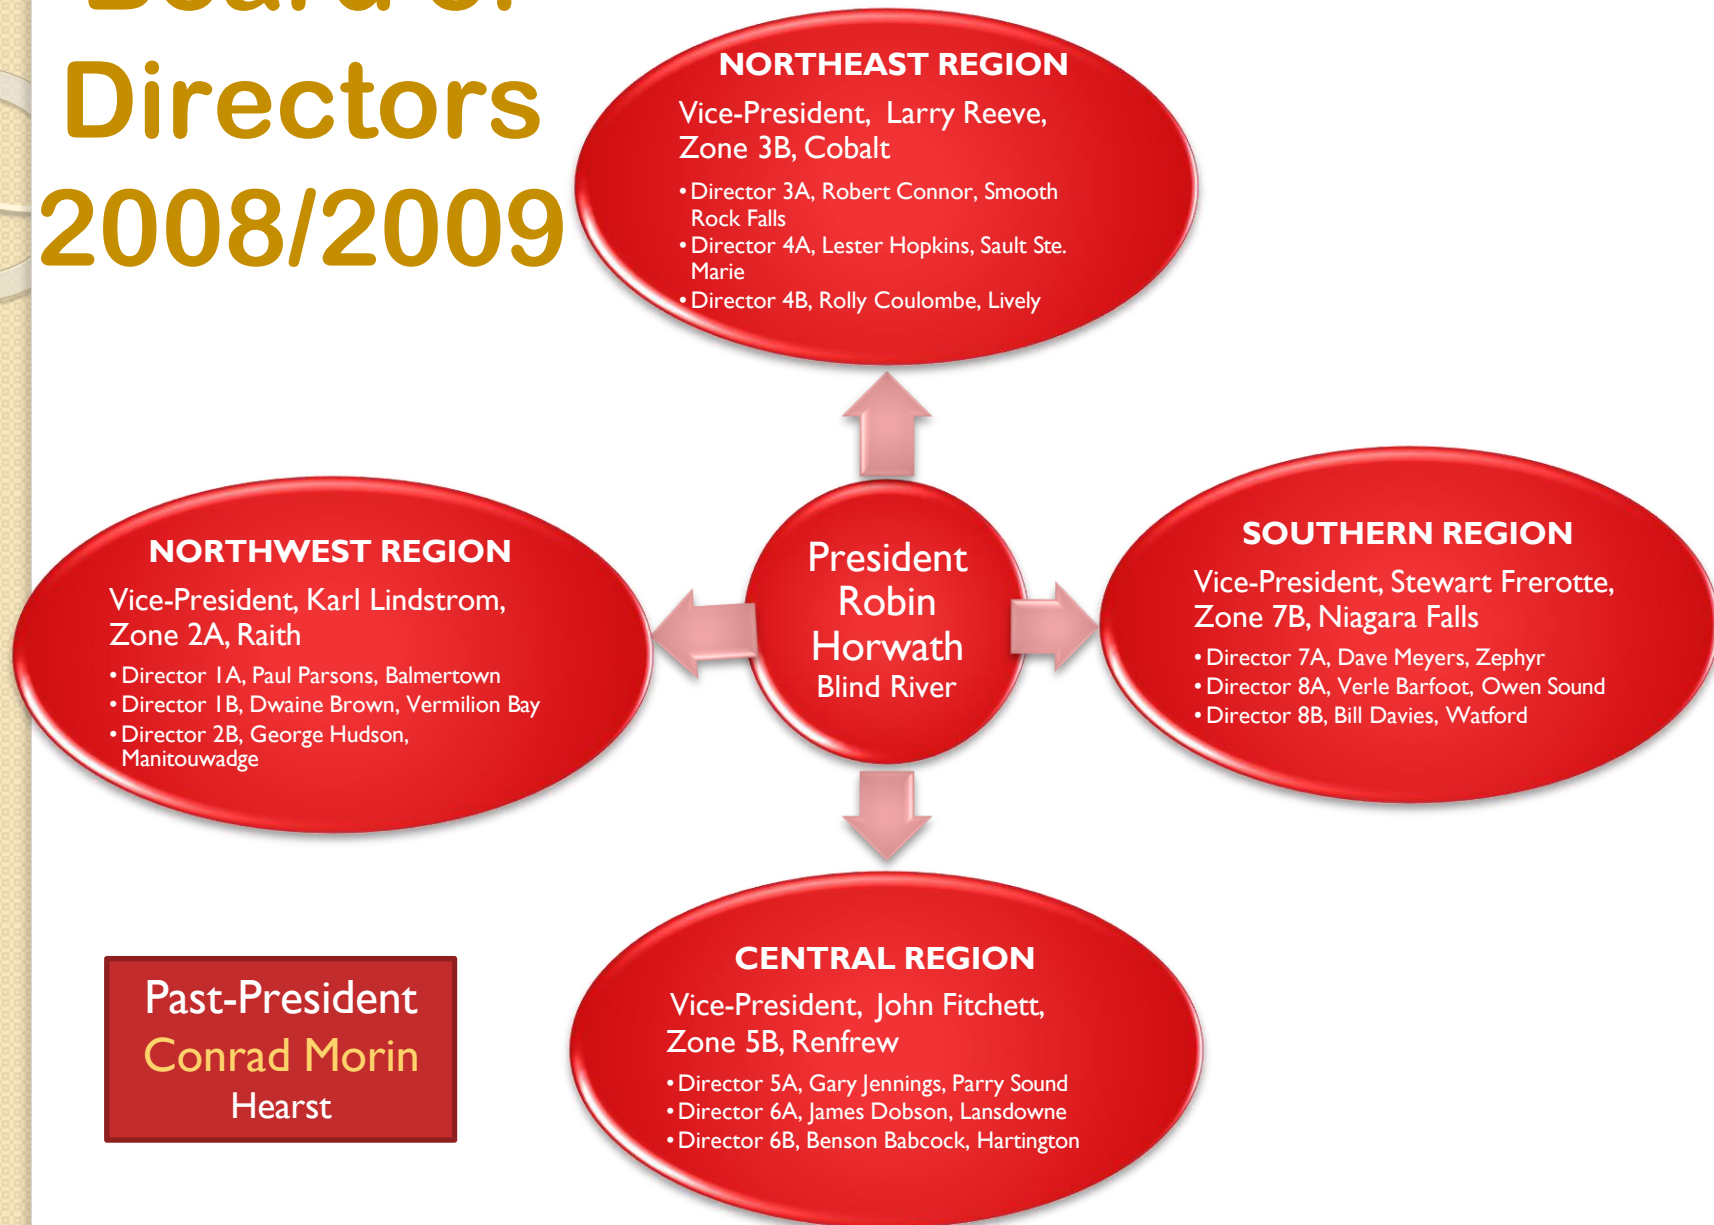 Board of
Directors
2008/2009
NORTHEAST REGION
Vice-President, Larry Reeve,
Zone 3B, Cobalt
• Director 3A, Robert Connor, Smooth
Rock Falls
• Director 4A, Lester Hopkins, Sault Ste.
Marie
• Director 4B, Rolly Coulombe, Lively
NORTHWEST REGION
Vice-President, Karl Lindstrom,
Zone 2A, Raith
• Director 1A, Paul Parsons, Balmertown
• Director 1B, Dwaine Brown, Vermilion Bay
• Director 2B, George Hudson,
Manitouwadge
President
Robin
Horwath
Blind River
SOUTHERN REGION
Vice-President, Stewart Frerotte,
Zone 7B, Niagara Falls
• Director 7A, Dave Meyers, Zephyr
• Director 8A, Verle Barfoot, Owen Sound
• Director 8B, Bill Davies, Watford
CENTRAL REGION
Vice-President, John Fitchett,
Zone 5B, Renfrew
• Director 5A, Gary Jennings, Parry Sound
• Director 6A, James Dobson, Lansdowne
• Director 6B, Benson Babcock, Hartington
Past-President
Conrad Morin
Hearst